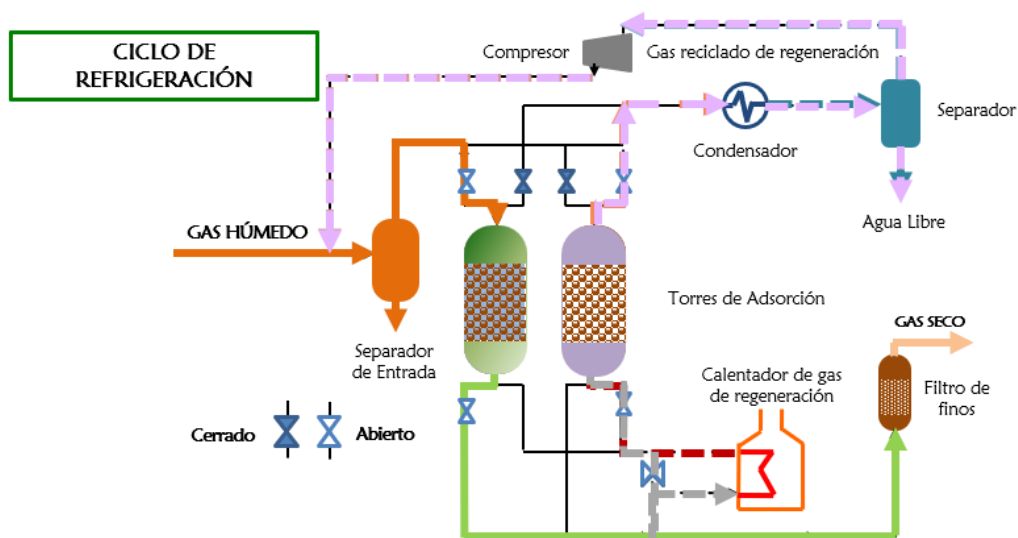 CICLO DE
REFRIGERACIÓN
Compresor
Gas reciclado de regeneración
Separador
Condensador
Agua Libre
GAS HÚMEDO
Torres de Adsorción
Separador
de Entrada
GAS SECO
Calentador de gas
de regeneración
Filtro de
finos
Cerrado
Abierto